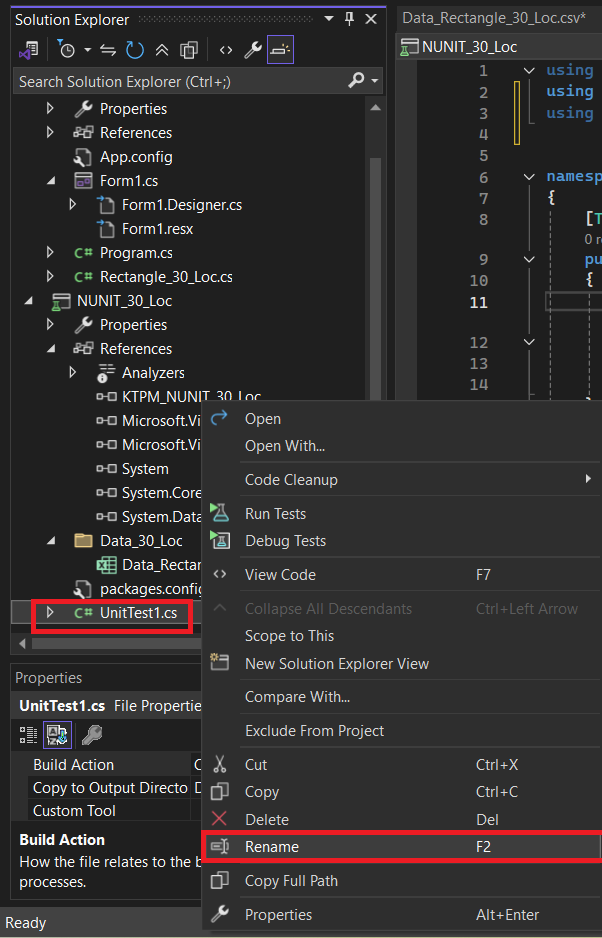 Solution Explorer
Search Solution Explorer (Ctrl+;)
Properties
References
App.config
Form1.cs
Form1.Designer.cs
Form1.resx
C# Program.cs
C# Rectangle_30_Loc.cs
NUNIT_30_Loc
Properties
References
Analyzers
KTPM_NUNIT_30_Loc
Microsoft.Vi
Microsoft.Vi
System
System.Core
System.Data
Data_30_Loc
Data_Rectan
packages.config
C# UnitTest1.cs
Properties
UnitTest1.cs File Propertie
Build Action C
Copy to Output Directo D
Custom Tool
Build Action
How the file relates to the b
processes.
Ready
Data_Rectangle_30_Loc.csv*
NUNIT_30_Loc
1 using
2 using
3 using
4
5
6 namesp
7 {
8 [T
0 re
9 pu
10 {
11
12
13
14
Open
Open With...
Code Cleanup
Run Tests
Debug Tests
View Code F7
Collapse All Descendants Ctrl+Left Arrow
Scope to This
New Solution Explorer View
Compare With...
Exclude From Project
Cut Ctrl+X
Copy Ctrl+C
Delete Del
Rename F2
Copy Full Path
Properties Alt+Enter